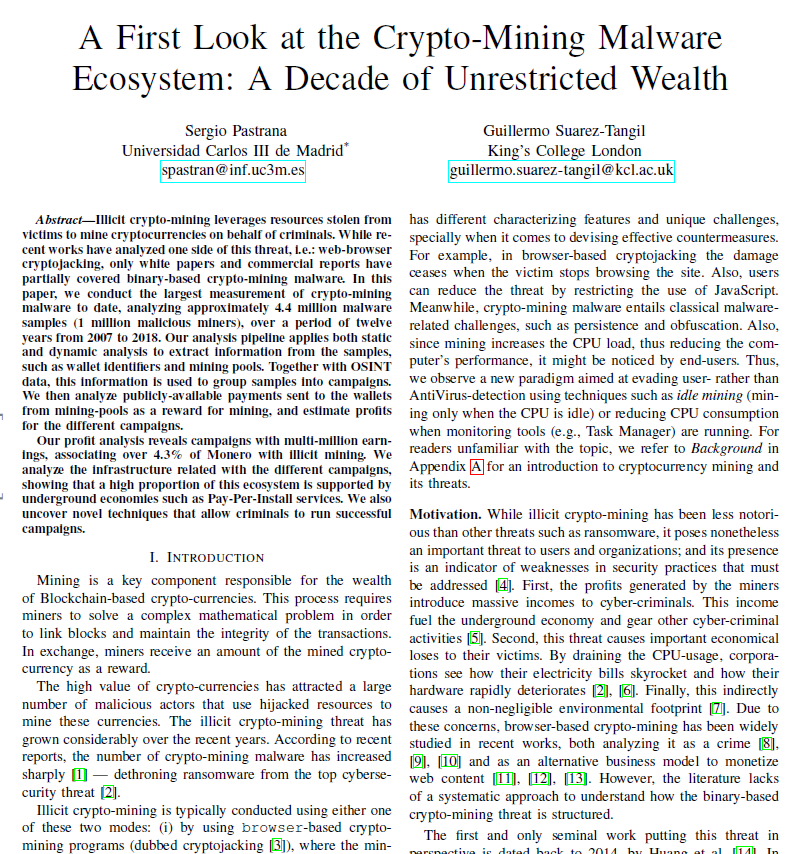 A First Look at the Crypto-Mining Malware
Ecosystem: A Decade of Unrestricted Wealth
Sergio Pastrana
Universidad Carlos III de Madrid*
spastran@inf.uc3m.es
Guillermo Suarez-Tangil
King's College London
guillermo.suarez-tangil@kcl.ac.uk
Abstract—Illicit crypto-mining leverages resources stolen from
victims to mine cryptocurrencies on behalf of criminals. While re-
cent works have analyzed one side of this threat, i.e.: web-browser
cryptojacking, only white papers and commercial reports have
partially covered binary-based crypto-mining malware. In this
paper, we conduct the largest measurement of crypto-mining
malware to date, analyzing approximately 4.4 million malware
samples (1 million malicious miners), over a period of twelve
years from 2007 to 2018. Our analysis pipeline applies both static
and dynamic analysis to extract information from the samples,
such as wallet identifiers and mining pools. Together with OSINT
data, this information is used to group samples into campaigns.
We then analyze publicly-available payments sent to the wallets
from mining-pools as a reward for mining, and estimate profits
for the different campaigns.
Our profit analysis reveals campaigns with multi-million earn-
ings, associating over 4.3% of Monero with illicit mining. We
analyze the infrastructure related with the different campaigns,
showing that a high proportion of this ecosystem is supported by
underground economies such as Pay-Per-Install services. We also
uncover novel techniques that allow criminals to run successful
campaigns.
I. INTRODUCTION
Mining is a key component responsible for the wealth
of Blockchain-based crypto-currencies. This process requires
miners to solve a complex mathematical problem in order
to link blocks and maintain the integrity of the transactions.
In exchange, miners receive an amount of the mined crypto-
currency as a reward.
The high value of crypto-currencies has attracted a large
number of malicious actors that use hijacked resources to
mine these currencies. The illicit crypto-mining threat has
grown considerably over the recent years. According to recent
reports, the number of crypto-mining malware has increased
sharply [1] — dethroning ransomware from the top cyberse-
curity threat [2].
Illicit crypto-mining is typically conducted using either one
of these two modes: (i) by using browser-based crypto-
mining programs (dubbed cryptojacking [3]), where the min-
has different characterizing features and unique challenges,
specially when it comes to devising effective countermeasures.
For example, in browser-based cryptojacking the damage
ceases when the victim stops browsing the site. Also, users
can reduce the threat by restricting the use of JavaScript.
Meanwhile, crypto-mining malware entails classical malware-
related challenges, such as persistence and obfuscation. Also,
since mining increases the CPU load, thus reducing the com-
puter's performance, it might be noticed by end-users. Thus,
we observe a new paradigm aimed at evading user- rather than
AntiVirus-detection using techniques such as idle mining (min-
ing only when the CPU is idle) or reducing CPU consumption
when monitoring tools (e.g., Task Manager) are running. For
readers unfamiliar with the topic, we refer to Background in
Appendix A for an introduction to cryptocurrency mining and
its threats.
Motivation. While illicit crypto-mining has been less notori-
ous than other threats such as ransomware, it poses nonetheless
an important threat to users and organizations; and its presence
is an indicator of weaknesses in security practices that must
be addressed [4]. First, the profits generated by the miners
introduce massive incomes to cyber-criminals. This income
fuel the underground economy and gear other cyber-criminal
activities [5]. Second, this threat causes important economical
loses to their victims. By draining the CPU-usage, corpora-
tions see how their electricity bills skyrocket and how their
hardware rapidly deteriorates [2], [6]. Finally, this indirectly
causes a non-negligible environmental footprint [7]. Due to
these concerns, browser-based crypto-mining has been widely
studied in recent works, both analyzing it as a crime [8],
[9], [10] and as an alternative business model to monetize
web content [11], [12], [13]. However, the literature lacks
of a systematic approach to understand how the binary-based
crypto-mining threat is structured.
The first and only seminal work putting this threat in
perspective is dated back to 2014, by Huang et al. [14]. In